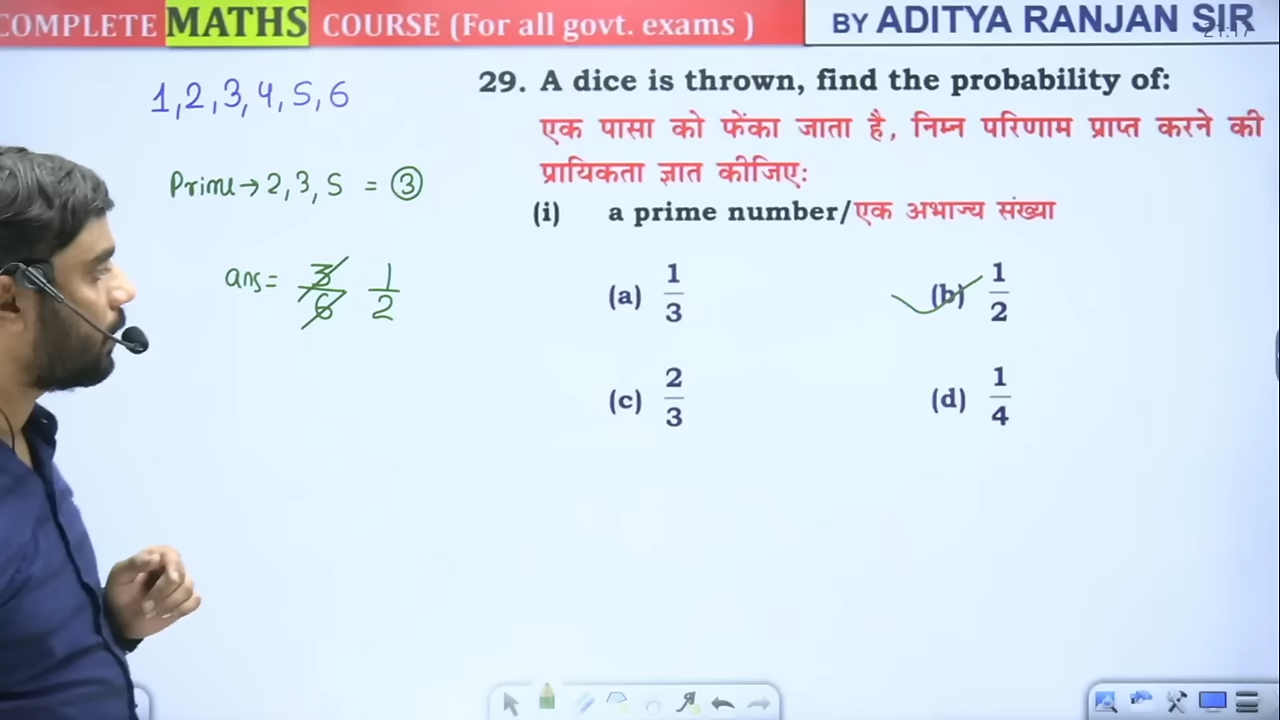 COMPLETE MATHS COURSE (For all govt. exams )
BY ADITYA RANJAN SIR
21:17
1,2,3,4,5,6
Prime→2,3,5 = 3
ans= 3/6 1/2
29. A dice is thrown, find the probability of:
एक पासा को फेंका जाता है, निम्न परिणाम प्राप्त करने की
प्रायिकता ज्ञात कीजिए:
(i) a prime number/एक अभाज्य संख्या
(a) 1/3 (b) 1/2
(c) 2/3 (d) 1/4